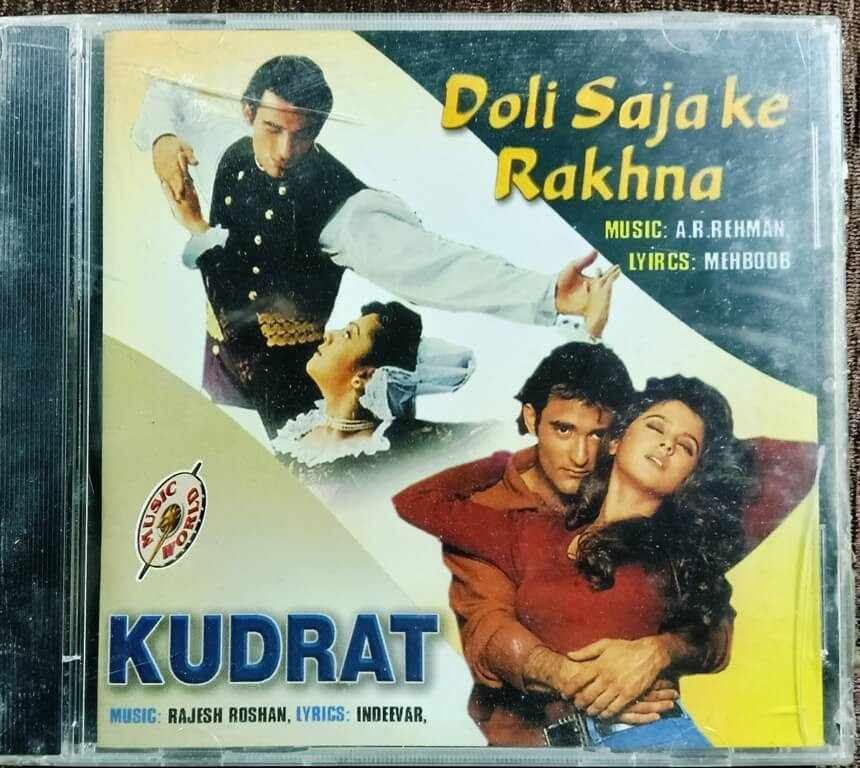 Doli Saja ke
Rakhna
MUSIC: A.R.REHMAN,
LYIRCS: MEHBOOB
MUSIC
WORLD
KUDRAT
MUSIC: RAJESH ROSHAN, LYRICS: INDEEVAR,